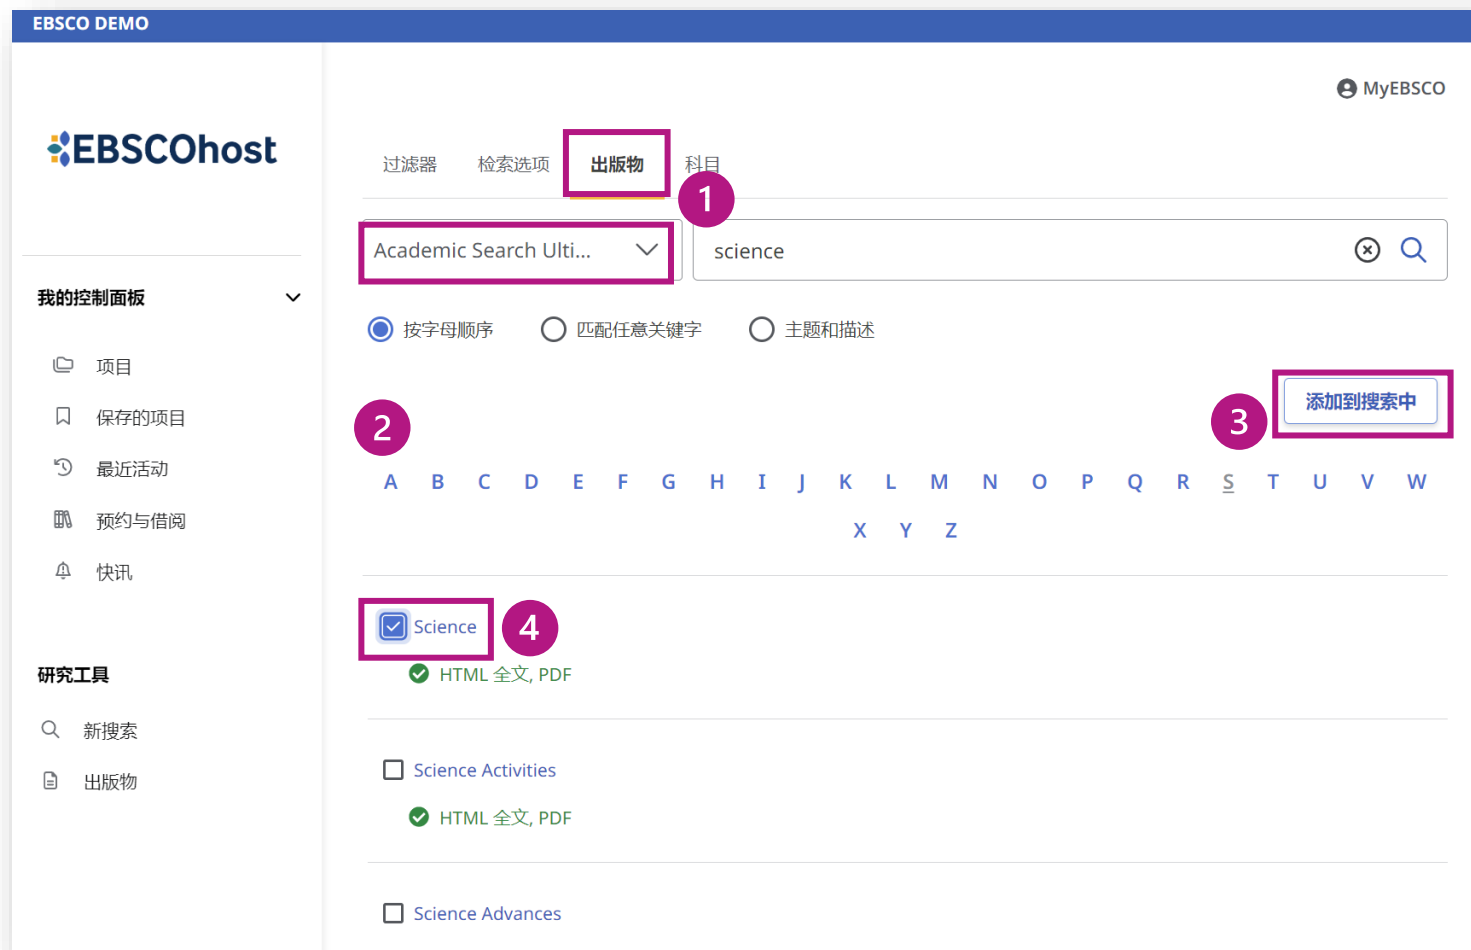 EBSCO DEMO
MyEBSCO
EBSCOhost
过滤器 检索选项 出版物 科目
1
Academic Search Ulti... science
我的控制面板
按字母顺序 匹配任意关键字 主题和描述
项目
添加到搜索中
3
2
保存的项目
最近活动
A B C D E F G H I J K L M N O P Q R S T U V W
预约与借阅
X Y Z
快讯
Science
4
HTML 全文, PDF
研究工具
新搜索
Science Activities
出版物
HTML 全文, PDF
Science Advances